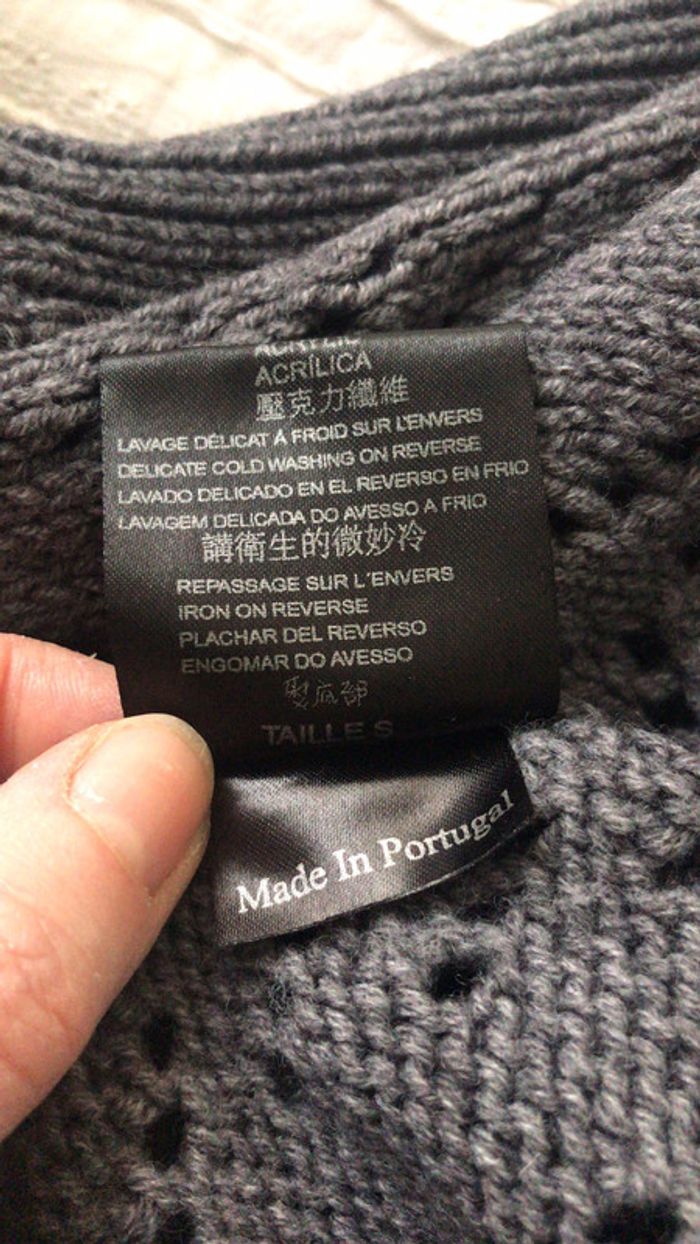 ACRÍLICA
壓克力纖維
LAVAGE DÉLICAT À FROID SUR L'ENVERS
DELICATE COLD WASHING ON REVERSE
LAVADO DELICADO EN EL REVERSO EN FRIO
LAVAGEM DELICADA DO AVESSO A FRIO
講衛生的微妙冷
REPASSAGE SUR L'ENVERS
IRON ON REVERSE
PLACHAR DEL REVERSO
ENGOMAR DO AVESSO
TAILLE S
Made In Portugal